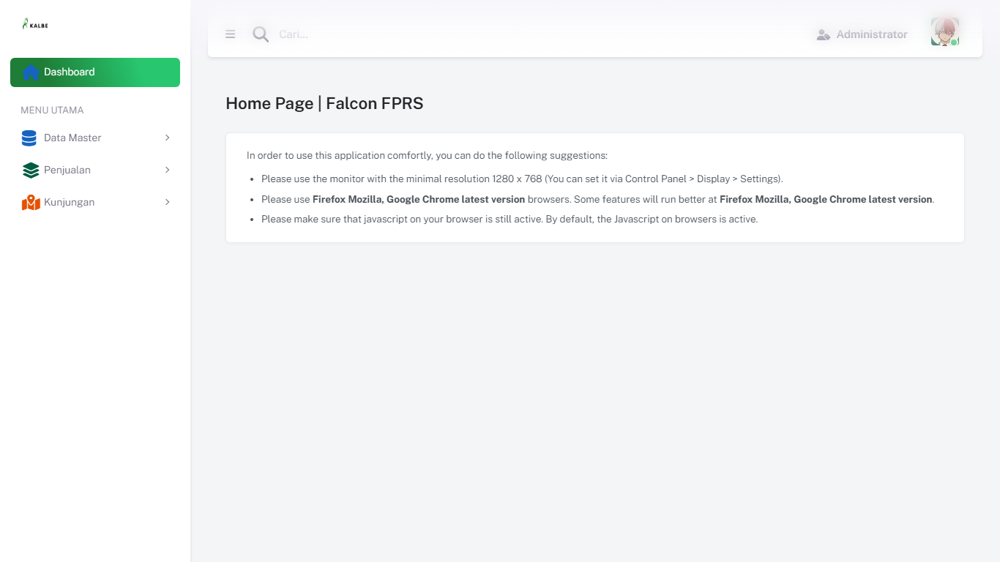 KALBE
Cari...
Administrator
Dashboard
MENU UTAMA
Data Master
Penjualan
Kunjungan
Home Page | Falcon FPRS
In order to use this application comfortly, you can do the following suggestions:
Please use the monitor with the minimal resolution 1280 x 768 (You can set it via Control Panel > Display > Settings).
Please use Firefox Mozilla, Google Chrome latest version browsers. Some features will run better at Firefox Mozilla, Google Chrome latest version.
Please make sure that javascript on your browser is still active. By default, the Javascript on browsers is active.